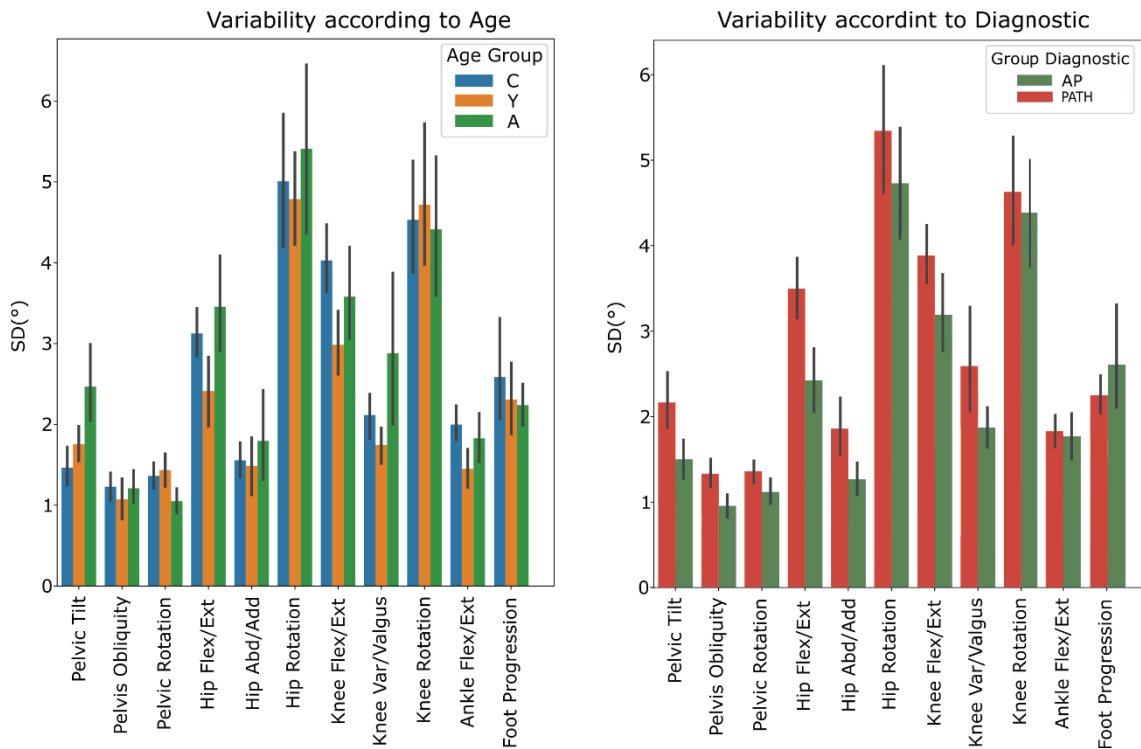 Variability according to Age
Age Group
C
Y
A
SD(°)
6
5
4
3
2
1
0
Pelvic Tilt
Pelvis Obliquity
Pelvic Rotation
Hip Flex/Ext
Hip Abd/Add
Hip Rotation
Knee Flex/Ext
Knee Var/Valgus
Knee Rotation
Ankle Flex/Ext
Foot Progression
Variability accordint to Diagnostic
Group Diagnostic
AP
PATH
SD(°)
6
5
4
3
2
1
0
Pelvic Tilt
Pelvis Obliquity
Pelvic Rotation
Hip Flex/Ext
Hip Abd/Add
Hip Rotation
Knee Flex/Ext
Knee Var/Valgus
Knee Rotation
Ankle Flex/Ext
Foot Progression